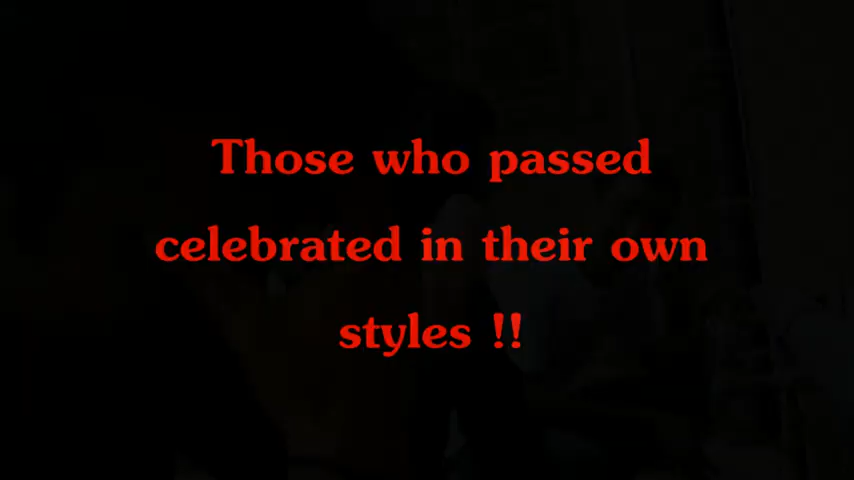 Those who passed
celebrated in their own
styles !!